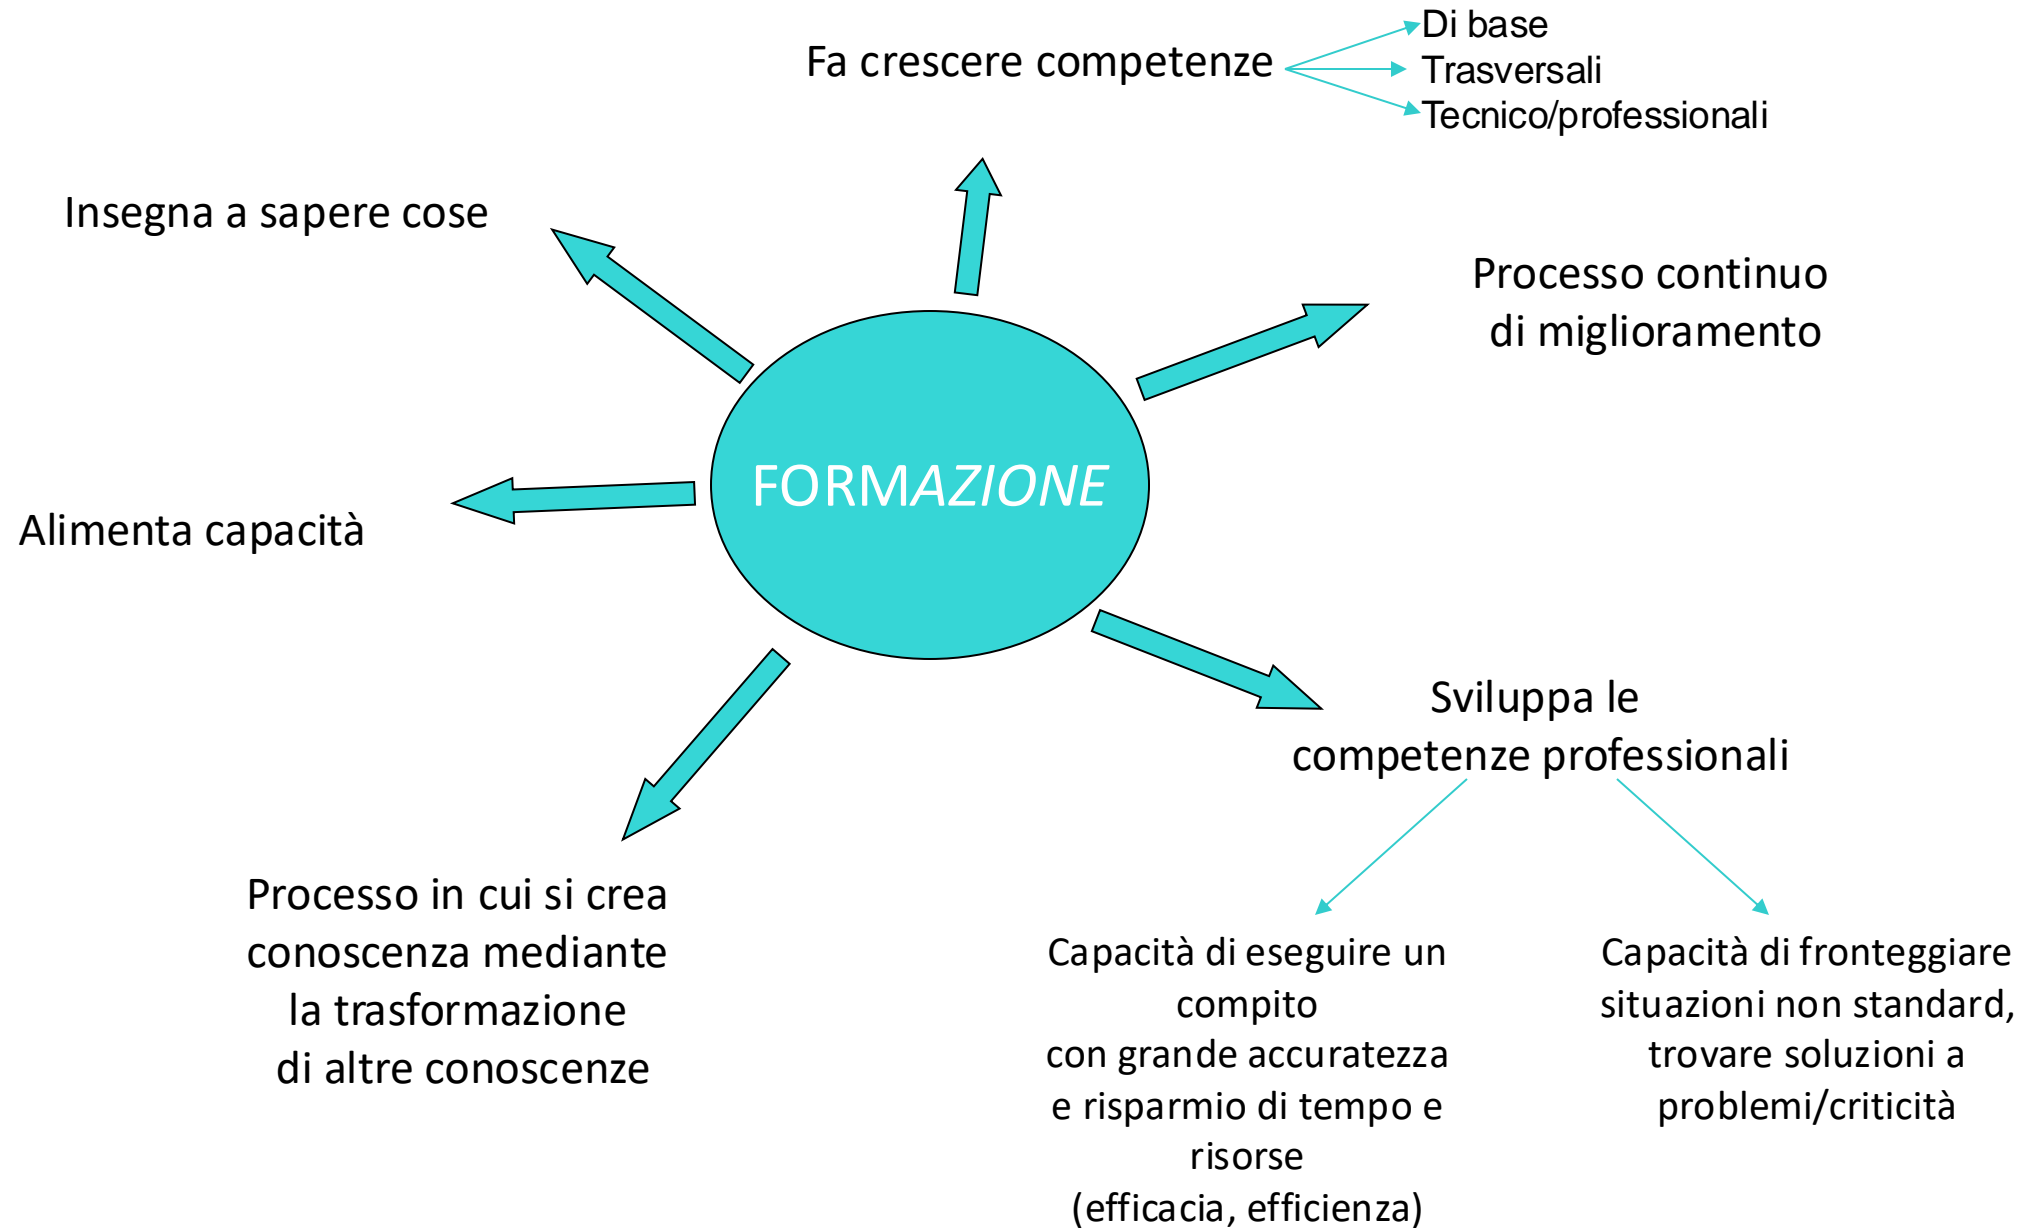 Fa crescere competenze
Di base
Trasversali
Tecnico/professionali
Insegna a sapere cose
Processo continuo
di miglioramento
FORMAZIONE
Alimenta capacità
Sviluppa le
competenze professionali
Processo in cui si crea
conoscenza mediante
la trasformazione
di altre conoscenze
Capacità di eseguire un
compito
con grande accuratezza
e risparmio di tempo e
risorse
(efficacia, efficienza)
Capacità di fronteggiare
situazioni non standard,
trovare soluzioni a
problemi/criticità